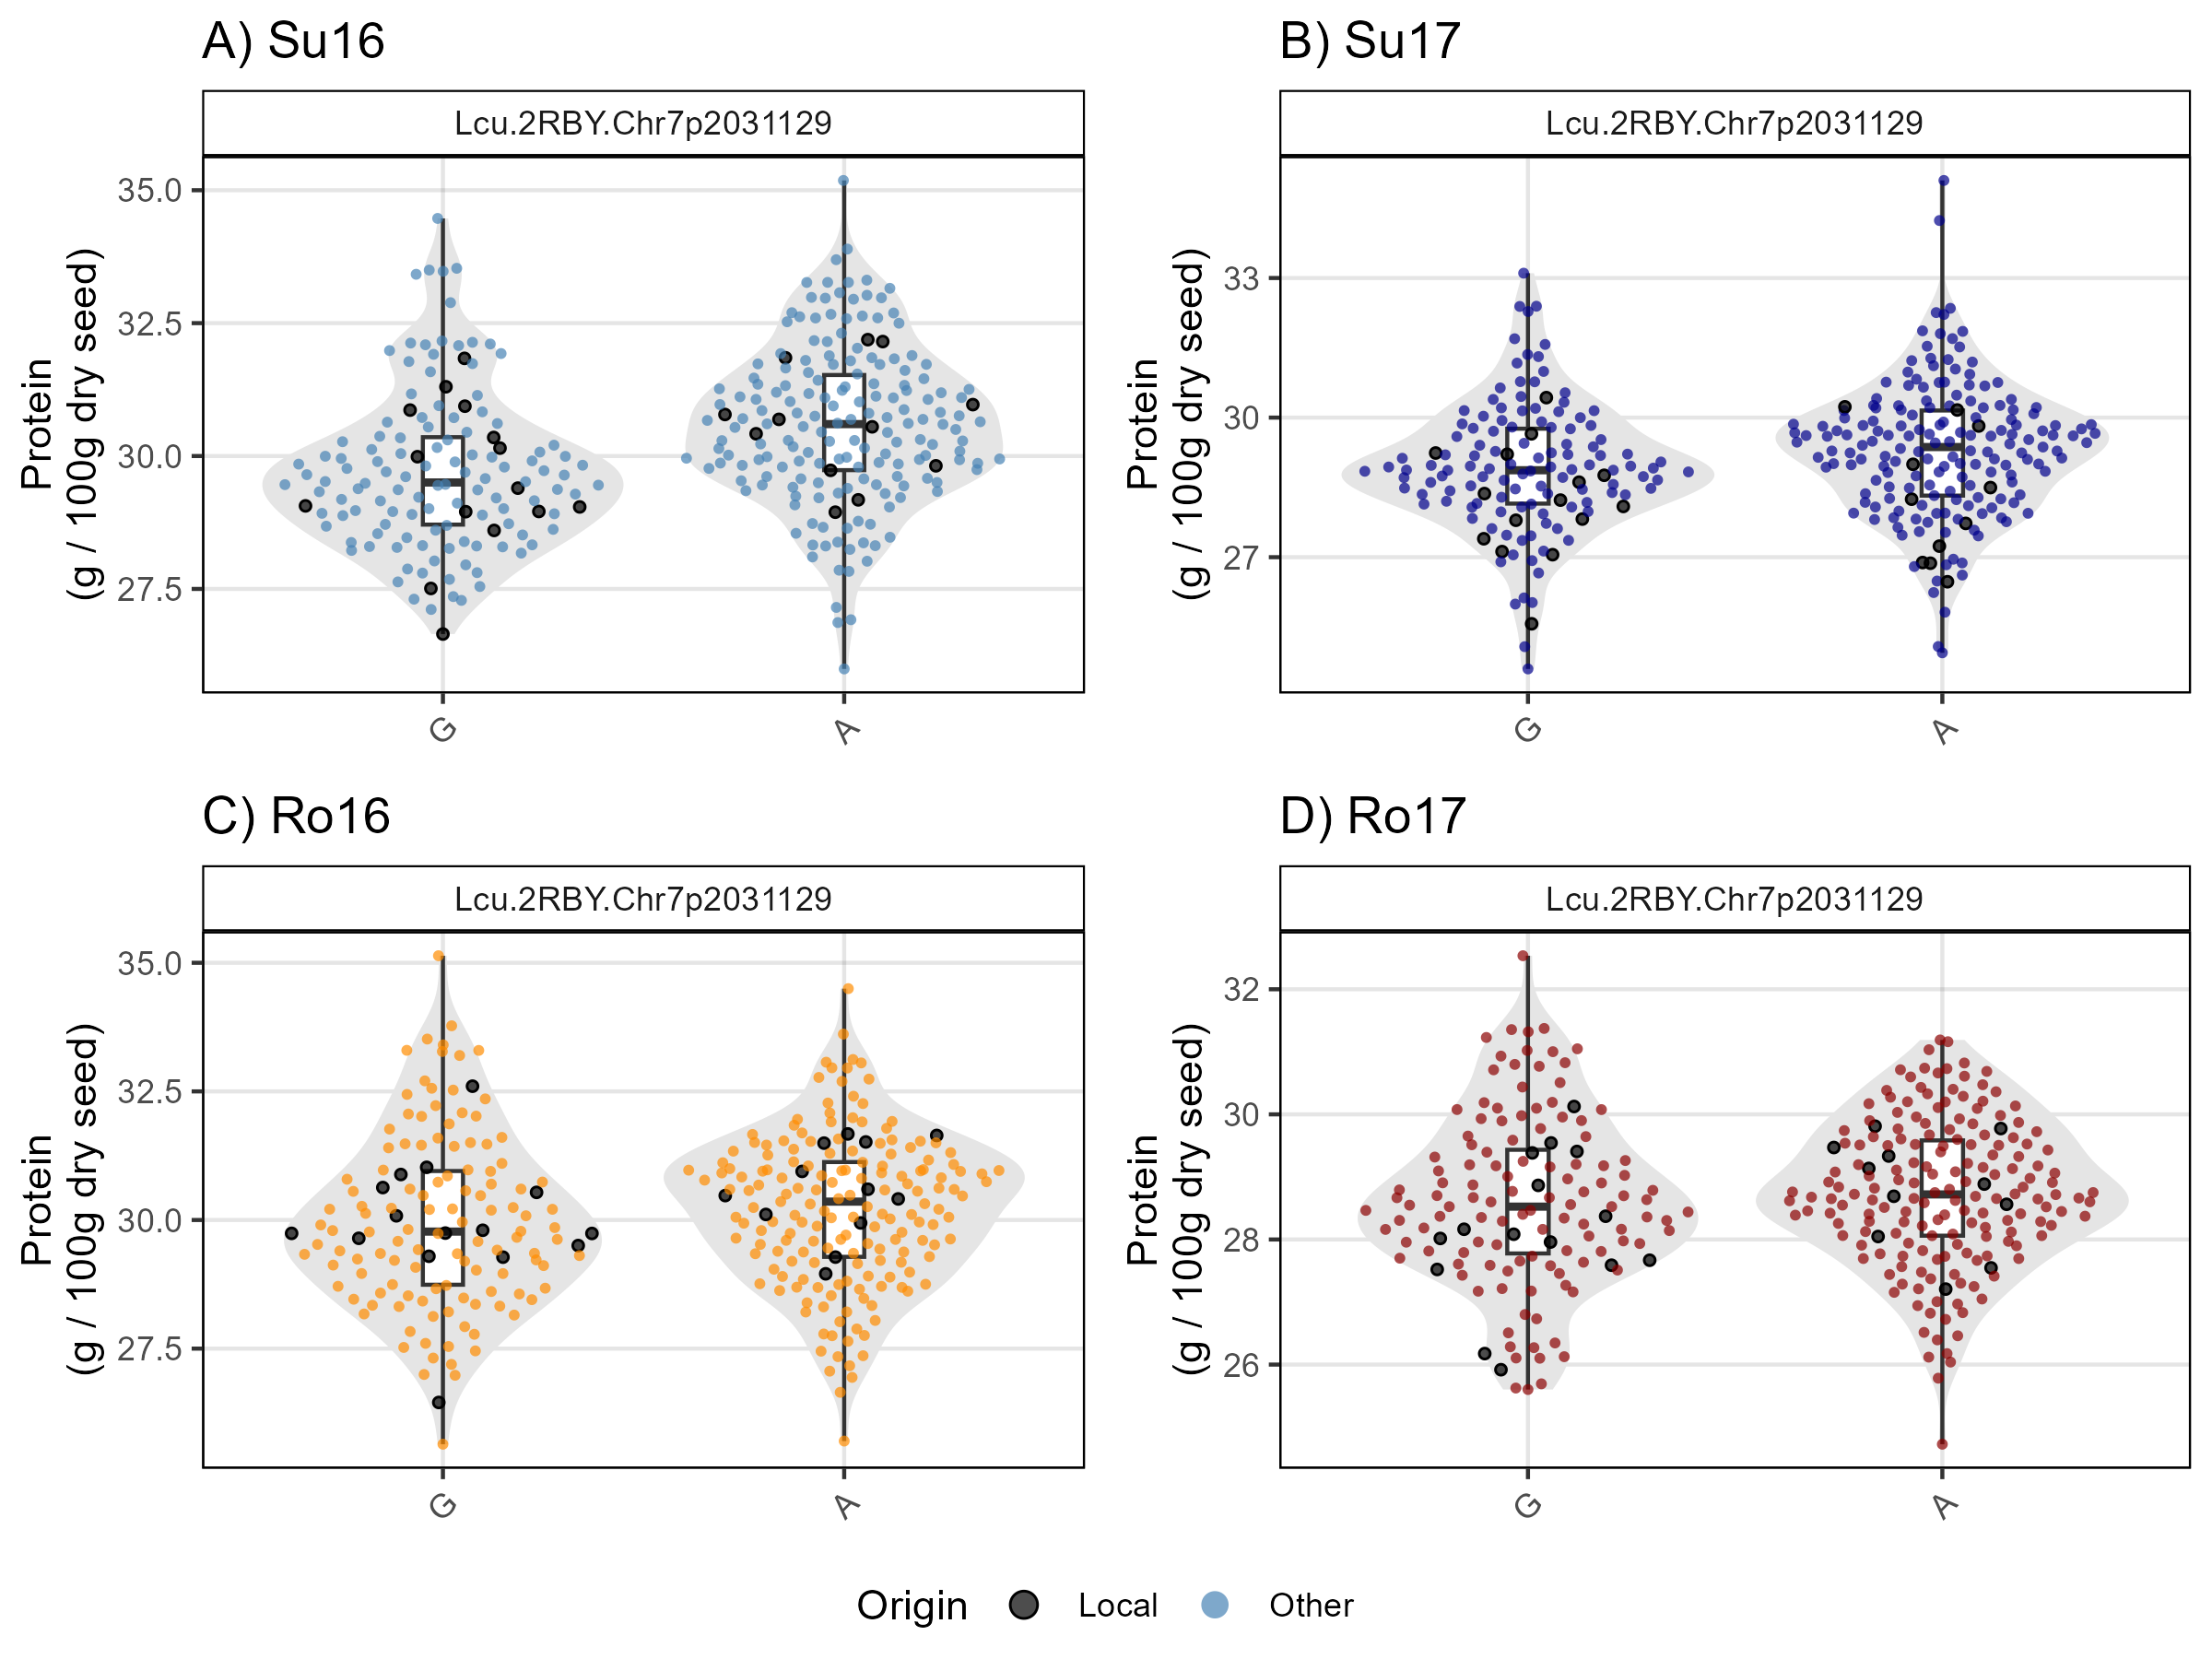 A) Su16
Lcu.2RBY.Chr7p2031129
Protein
(g / 100g dry seed)
35.0
32.5
30.0
27.5
G
A
B) Su17
Lcu.2RBY.Chr7p2031129
Protein
(g / 100g dry seed)
33
30
27
G
A
C) Ro16
Lcu.2RBY.Chr7p2031129
Protein
(g / 100g dry seed)
35.0
32.5
30.0
27.5
G
A
D) Ro17
Lcu.2RBY.Chr7p2031129
Protein
(g / 100g dry seed)
32
30
28
26
G
A
Origin Local Other